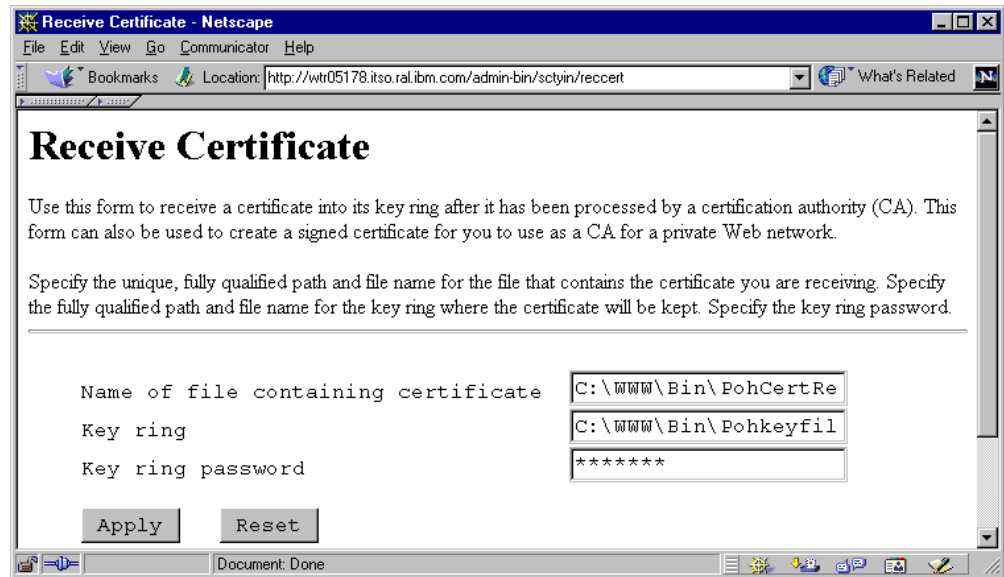 Receive Certificate - Netscape
File Edit View Go Communicator Help
Bookmarks Location: http://wtr05178.itso.ral.ibm.com/admin-bin/sctyin/reccert What's Related N
Receive Certificate
Use this form to receive a certificate into its key ring after it has been processed by a certification authority (CA). This
form can also be used to create a signed certificate for you to use as a CA for a private Web network.
Specify the unique, fully qualified path and file name for the file that contains the certificate you are receiving. Specify
the fully qualified path and file name for the key ring where the certificate will be kept. Specify the key ring password.
Name of file containing certificate C:\WWW\Bin\PohCertRe
Key ring C:\WWW\Bin\Pohkeyfil
Key ring password *******
Apply Reset
Document: Done